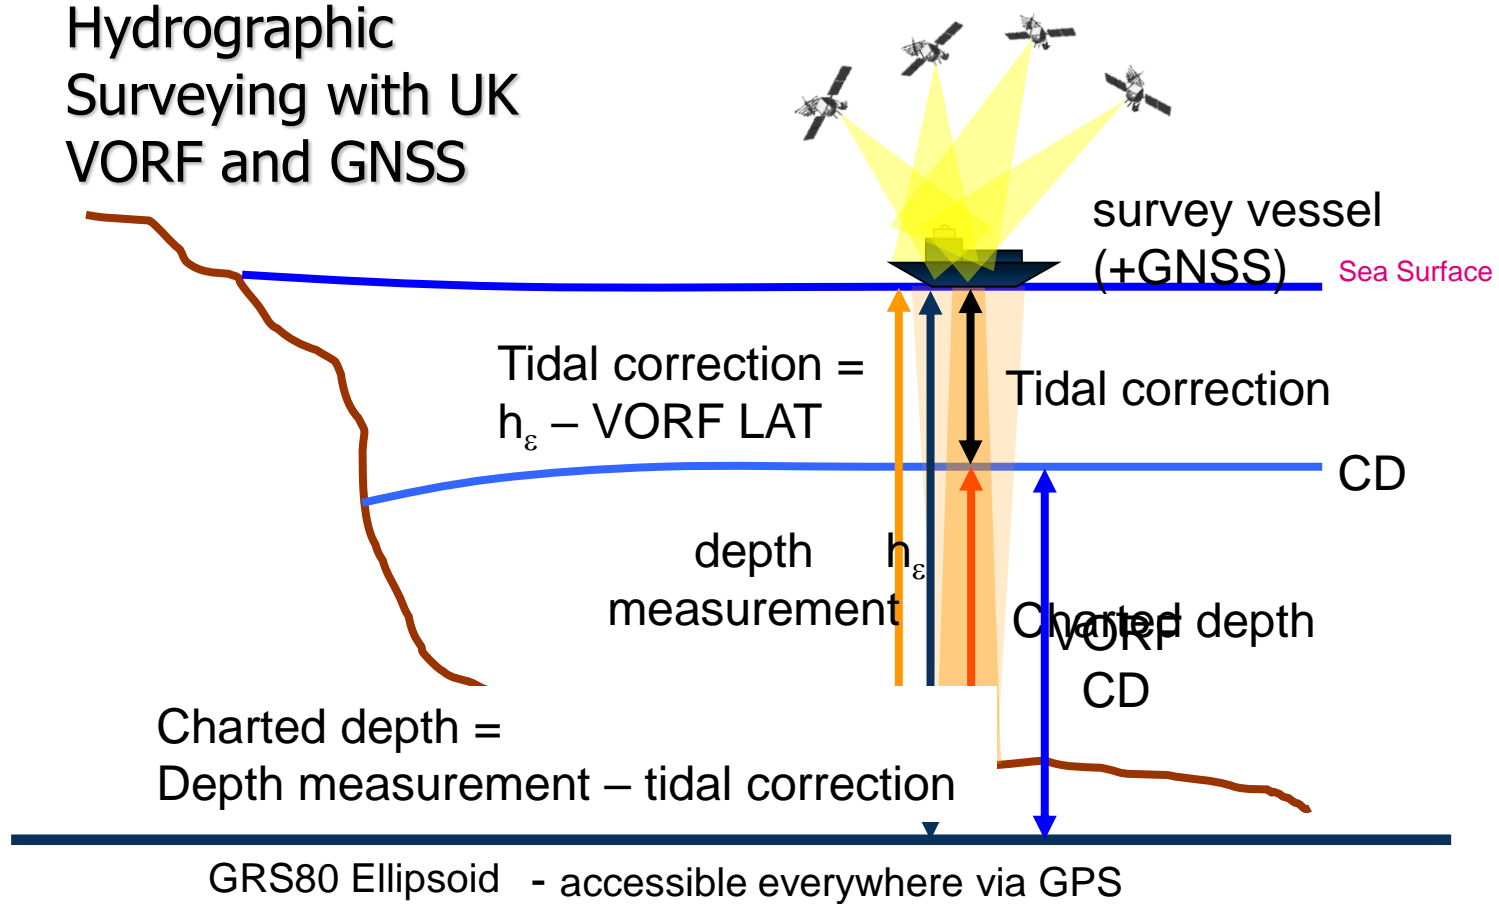 Hydrographic
Surveying with UK
VORF and GNSS
survey vessel
(+GNSS)
Sea Surface
Tidal correction =
hε – VORF LAT
Tidal correction
CD
depth
measurement
hε
Charted depth
VORF
CD
Charted depth =
Depth measurement – tidal correction
GRS80 Ellipsoid - accessible everywhere via GPS